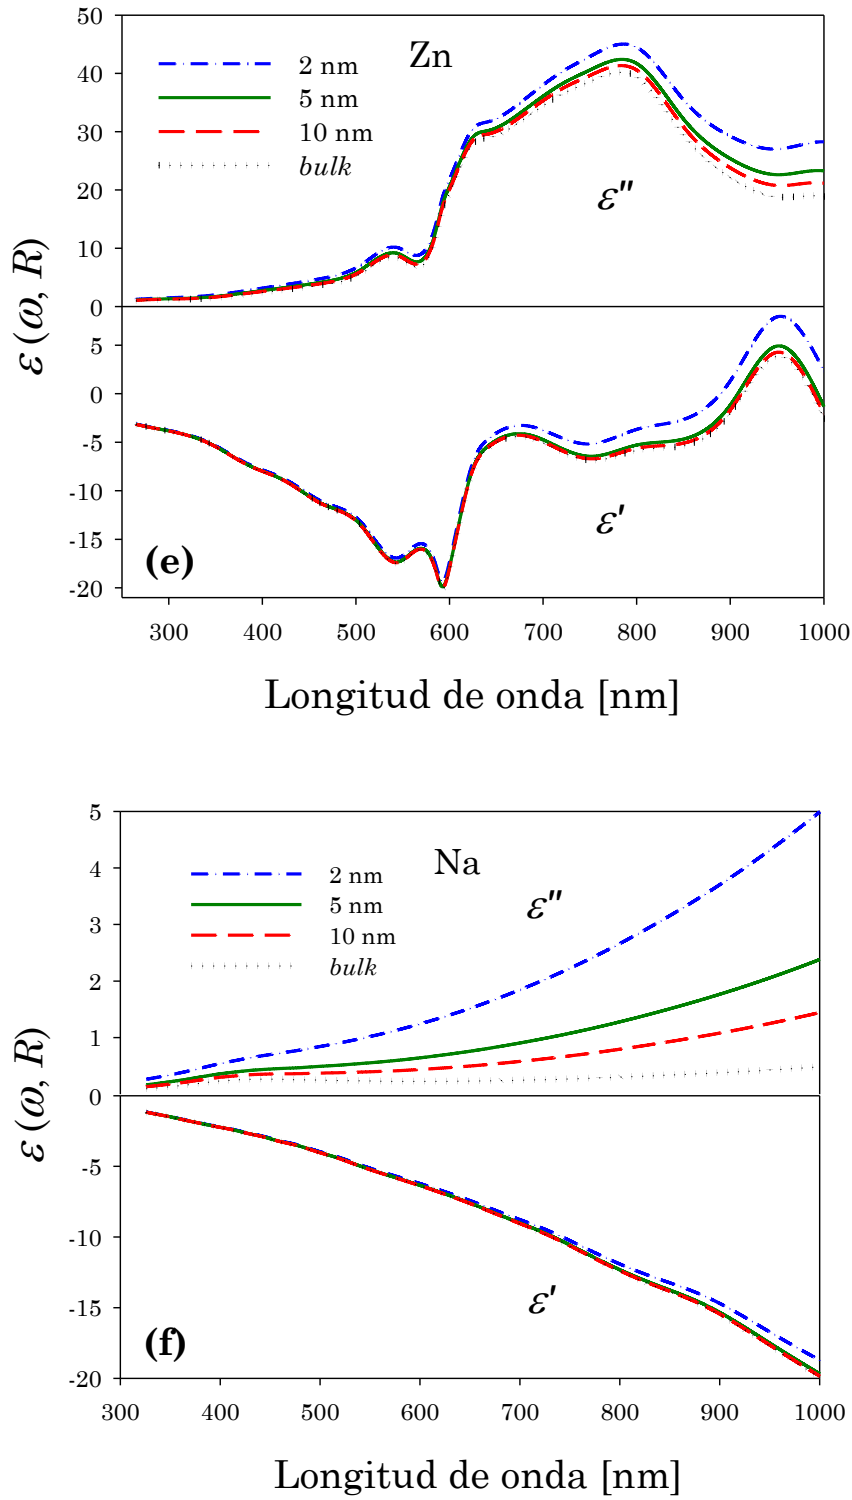 50
Zn
2 nm
40
5 nm
30
10 nm
bulk
20
ε"
10
0
ε (ω, R)
5
0
-5
-10
ε'
-15
(e)
-20
300 400 500 600 700 800 900 1000
Longitud de onda [nm]
5
Na
2 nm
4
ε"
5 nm
3
10 nm
bulk
2
1
0
0
ε (ω, R)
-5
-10
ε'
-15
(f)
-20
300 400 500 600 700 800 900 1000
Longitud de onda [nm]